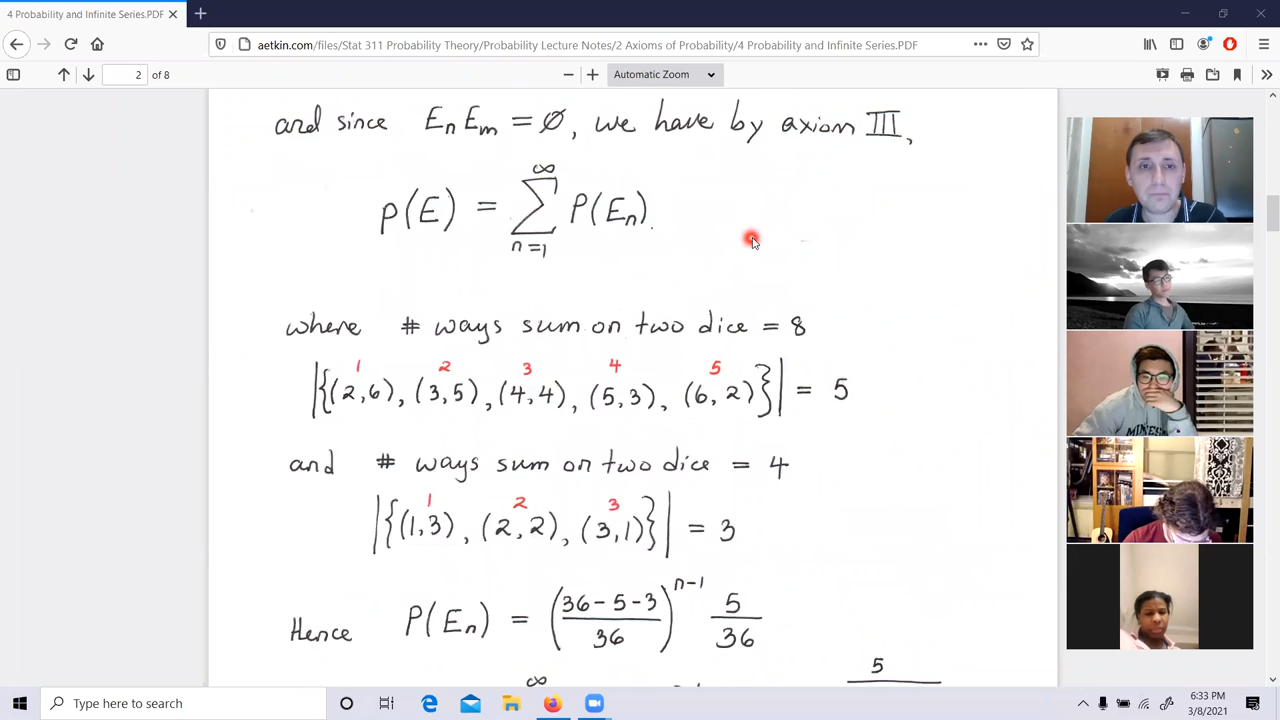 4 Probability and Infinite Series.PDF
aetkin.com/files/Stat 311 Probability Theory/Probability Lecture Notes/2 Axioms of Probability/4 Probability and Infinite Series.PDF
2 of 8
Automatic Zoom
and since EₙEₘ = ∅, we have by axiom III,
P(E) = ∑ₙ₌₁^∞ P(Eₙ).
where # ways sum on two dice = 8
1 2 3 4 5
|{(2,6), (3,5), (4,4), (5,3), (6,2)}| = 5
and # ways sum on two dice = 4
1 2 3
|{(1,3), (2,2), (3,1)}| = 3
Hence P(Eₙ) = ((36-5-3)/36)ⁿ⁻¹ 5/36
∞ 5
MINNES
Type here to search
6:33 PM
3/8/2021